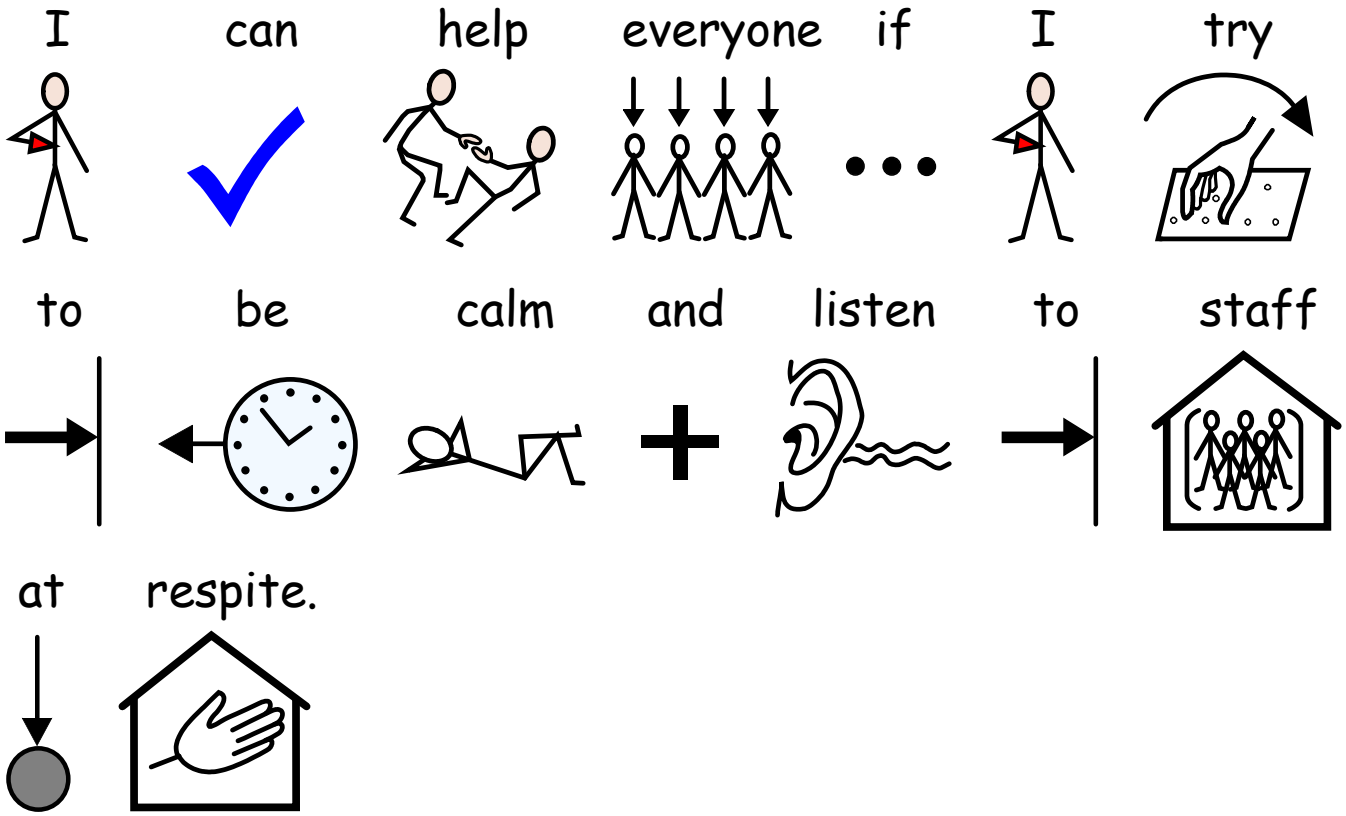 I can help everyone if I try
to be calm and listen to staff
at respite.